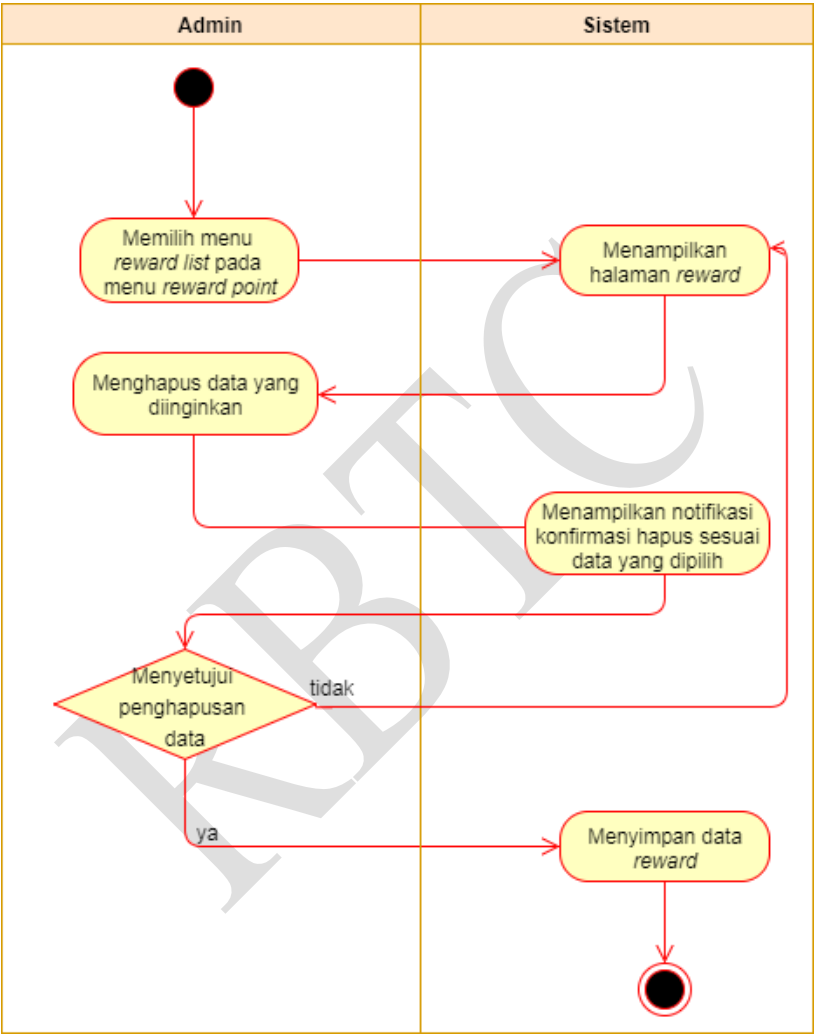 Admin
Sistem
Memilih menu
reward list pada
menu reward point
Menampilkan
halaman reward
Menghapus data yang
diinginkan
Menampilkan notifikasi
konfirmasi hapus sesuai
data yang dipilih
Menyetujui
penghapusan
data
tidak
ya
Menyimpan data
reward
KBTC